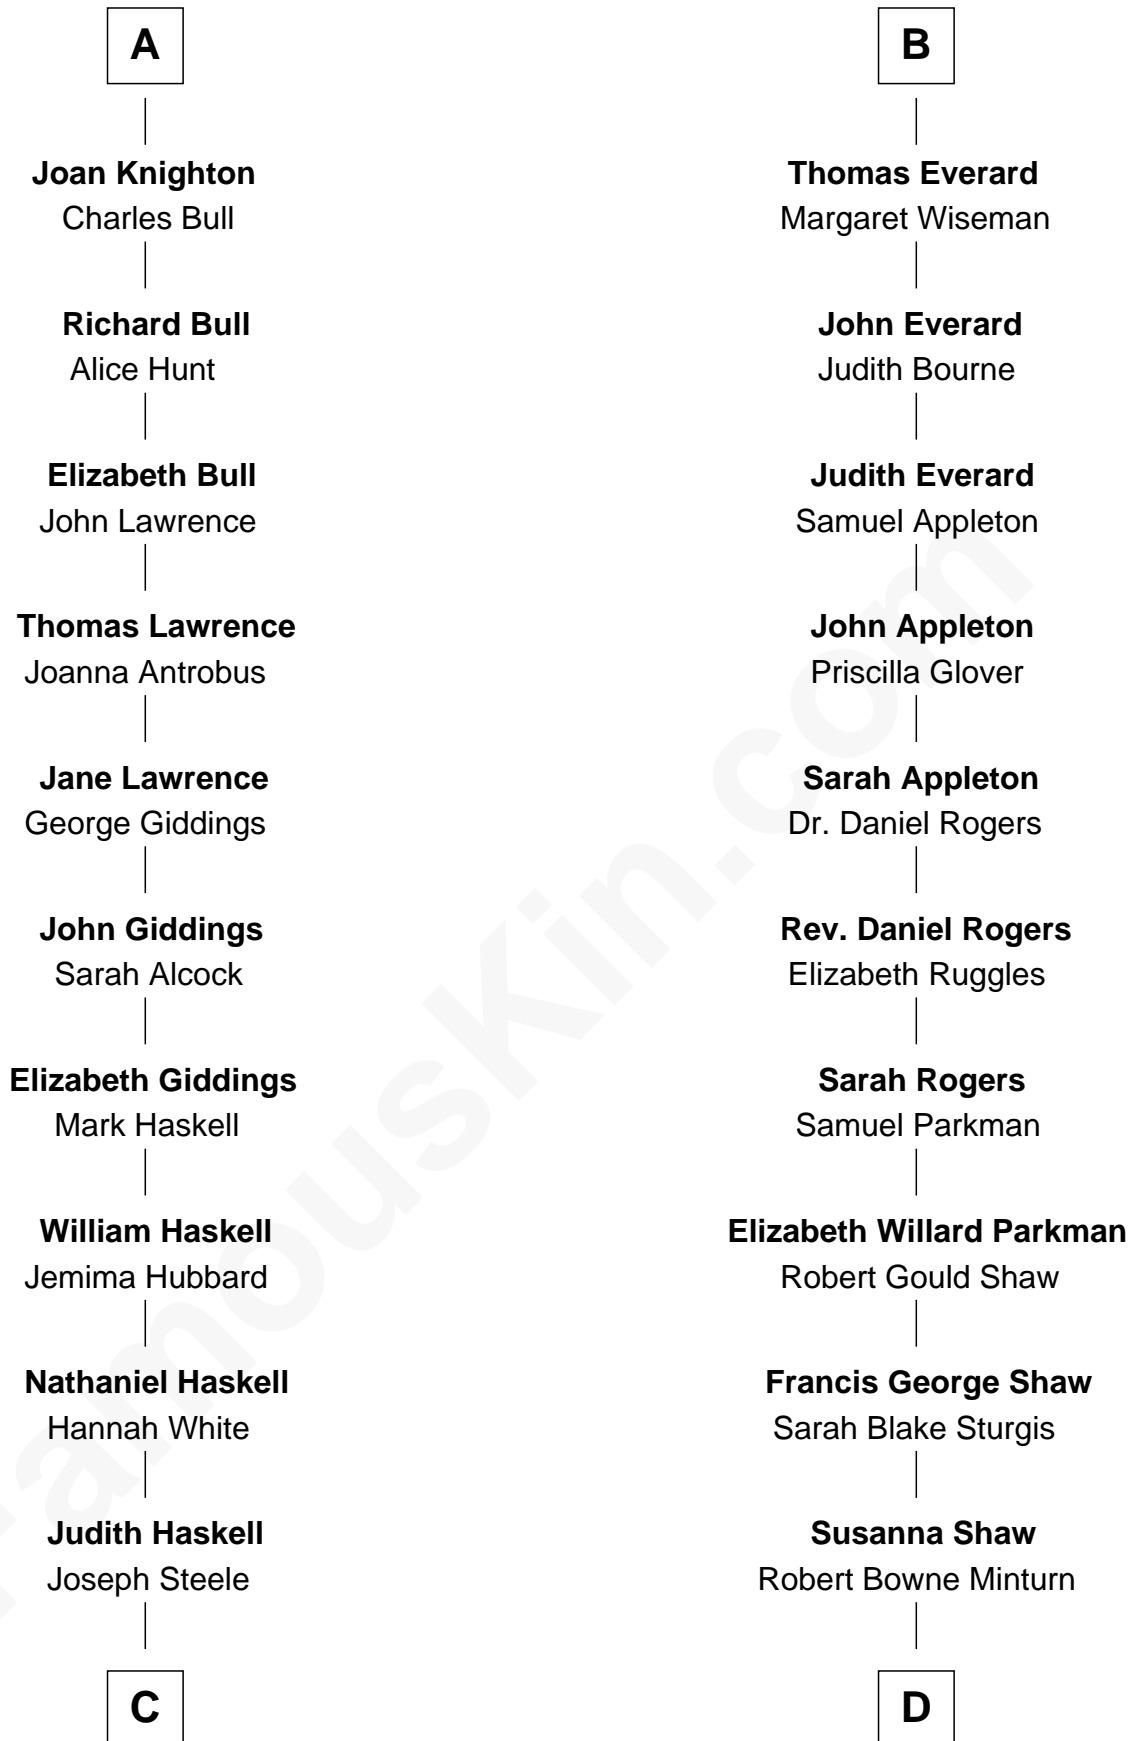 A
Joan Knighton
Charles Bull
Richard Bull
Alice Hunt
Elizabeth Bull
John Lawrence
Thomas Lawrence
Joanna Antrobus
Jane Lawrence
George Giddings
John Giddings
Sarah Alcock
Elizabeth Giddings
Mark Haskell
William Haskell
Jemima Hubbard
Nathaniel Haskell
Hannah White
Judith Haskell
Joseph Steele
C
B
Thomas Everard
Margaret Wiseman
John Everard
Judith Bourne
Judith Everard
Samuel Appleton
John Appleton
Priscilla Glover
Sarah Appleton
Dr. Daniel Rogers
Rev. Daniel Rogers
Elizabeth Ruggles
Sarah Rogers
Samuel Parkman
Elizabeth Willard Parkman
Robert Gould Shaw
Francis George Shaw
Sarah Blake Sturgis
Susanna Shaw
Robert Bowne Minturn
D
FamousKin.com